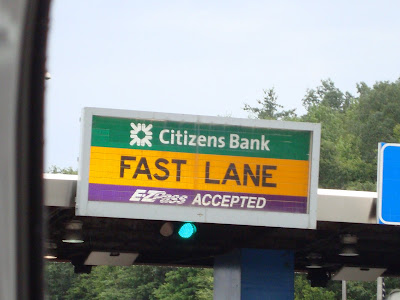 Citizens Bank
FAST LANE
E-ZPass ACCEPTED